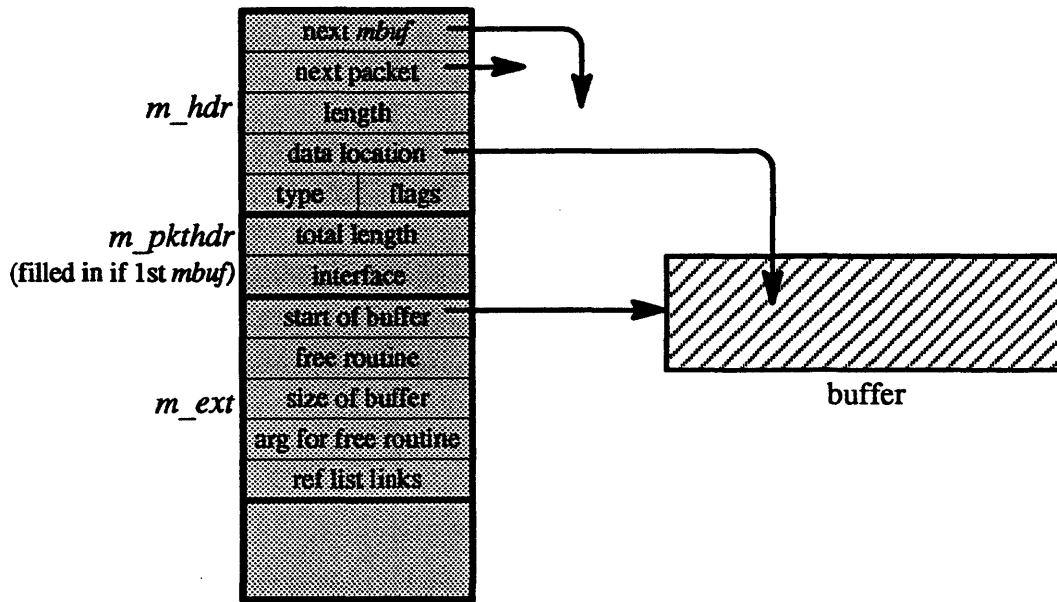 next mbuf
next packet
m_hdr
length
data location
type flags
m_pkthdr
total length
(filled in if 1st mbuf)
interface
start of buffer
free routine
m_ext
size of buffer
buffer
arg for free routine
ref list links